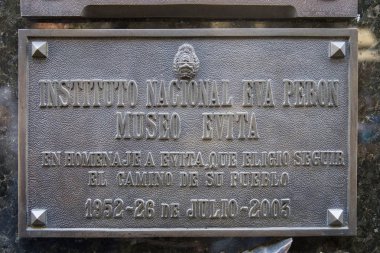 INSTITUTO NACIONAL EVA PERON
MUSEO EVITA
EN HOMENAJE A EVITA, QUE ELIGIO SEGUIR
EL CAMINO DE SU PUEBLO
1952-26 DE JULIO-2003